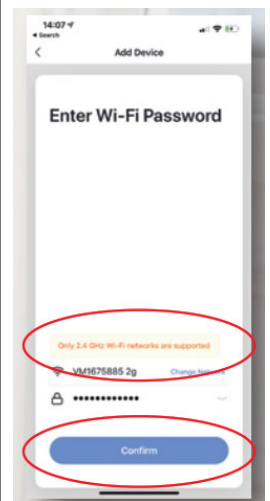 14:07
Search
Add Device
Enter Wi-Fi Password
Only 2.4 GHz Wi-Fi networks are supported
VM1675885 2g Change Network
••••••••••••
Confirm